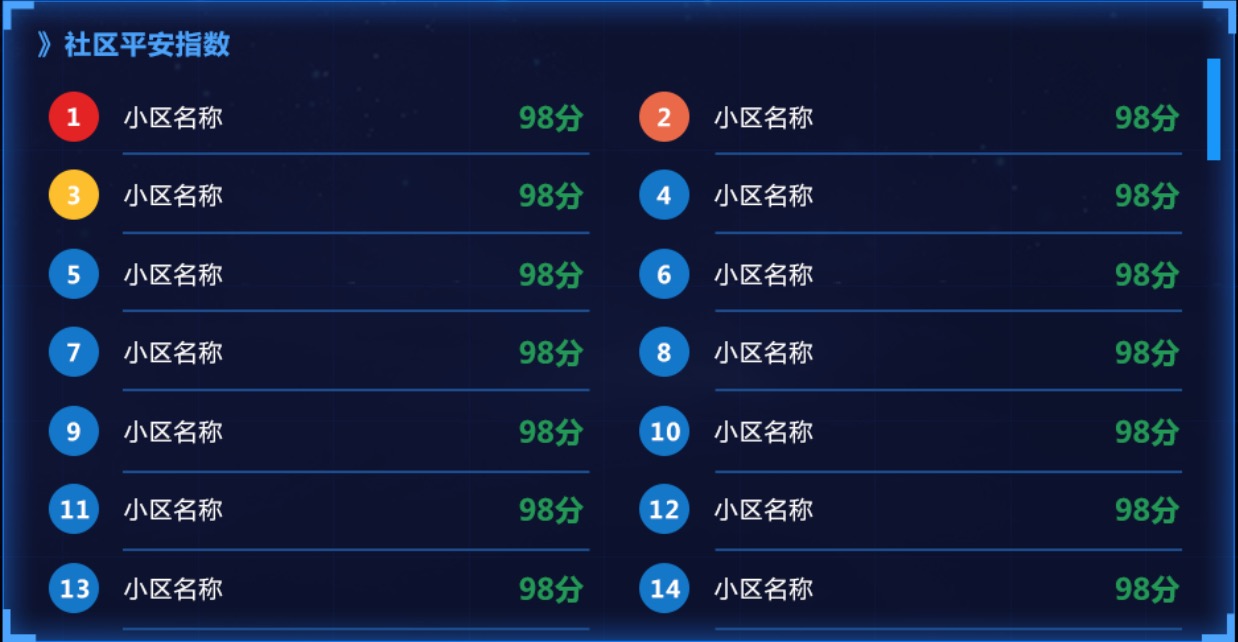 》社区平安指数
1 小区名称 98分 2 小区名称 98分
3 小区名称 98分 4 小区名称 98分
5 小区名称 98分 6 小区名称 98分
7 小区名称 98分 8 小区名称 98分
9 小区名称 98分 10 小区名称 98分
11 小区名称 98分 12 小区名称 98分
13 小区名称 98分 14 小区名称 98分